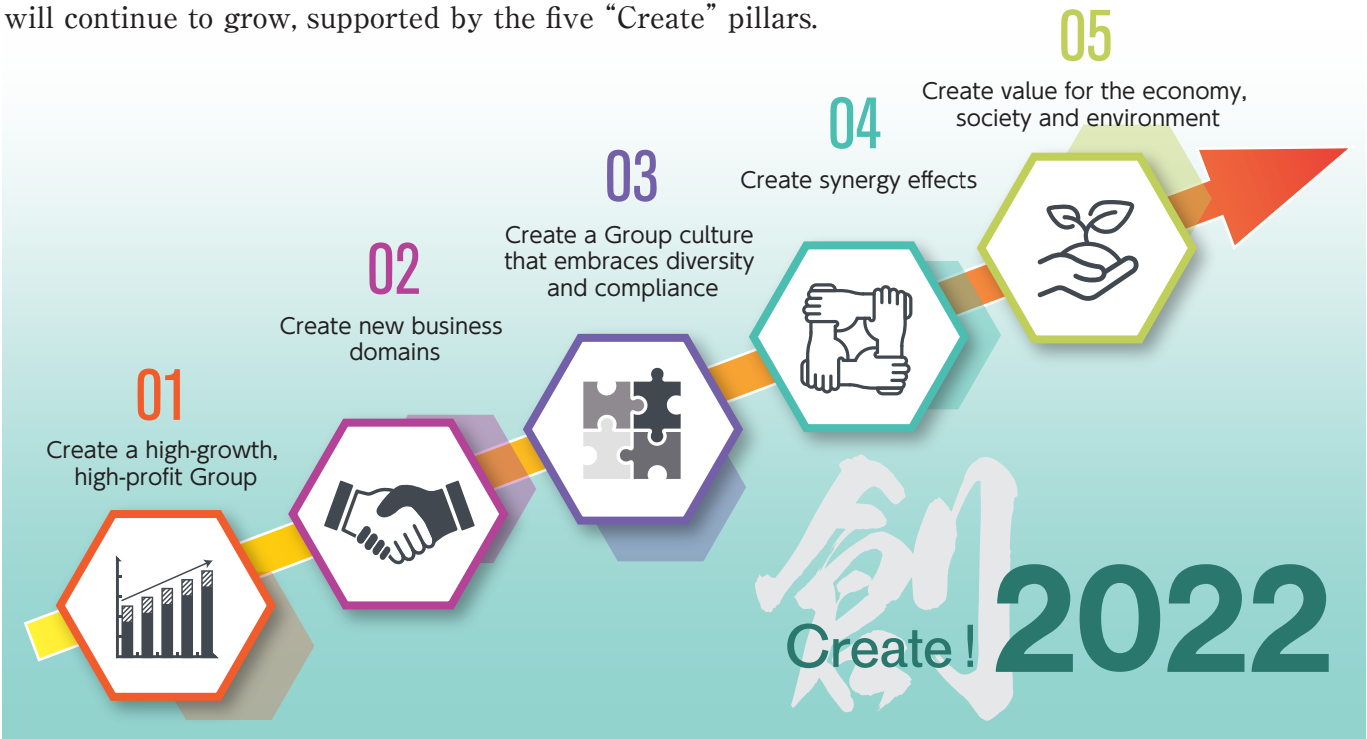 will continue to grow, supported by the five “Create” pillars.
01
Create a high-growth,
high-profit Group
02
Create new business
domains
03
Create a Group culture
that embraces diversity
and compliance
04
Create synergy effects
05
Create value for the economy,
society and environment
創
Create! 2022